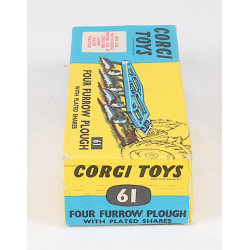 CORGI
TOYS
FOUR FURROW PLOUGH
WITH PLATED SHARES
61
CORGI TOYS
61
FOUR FURROW PLOUGH
WITH PLATED SHARES